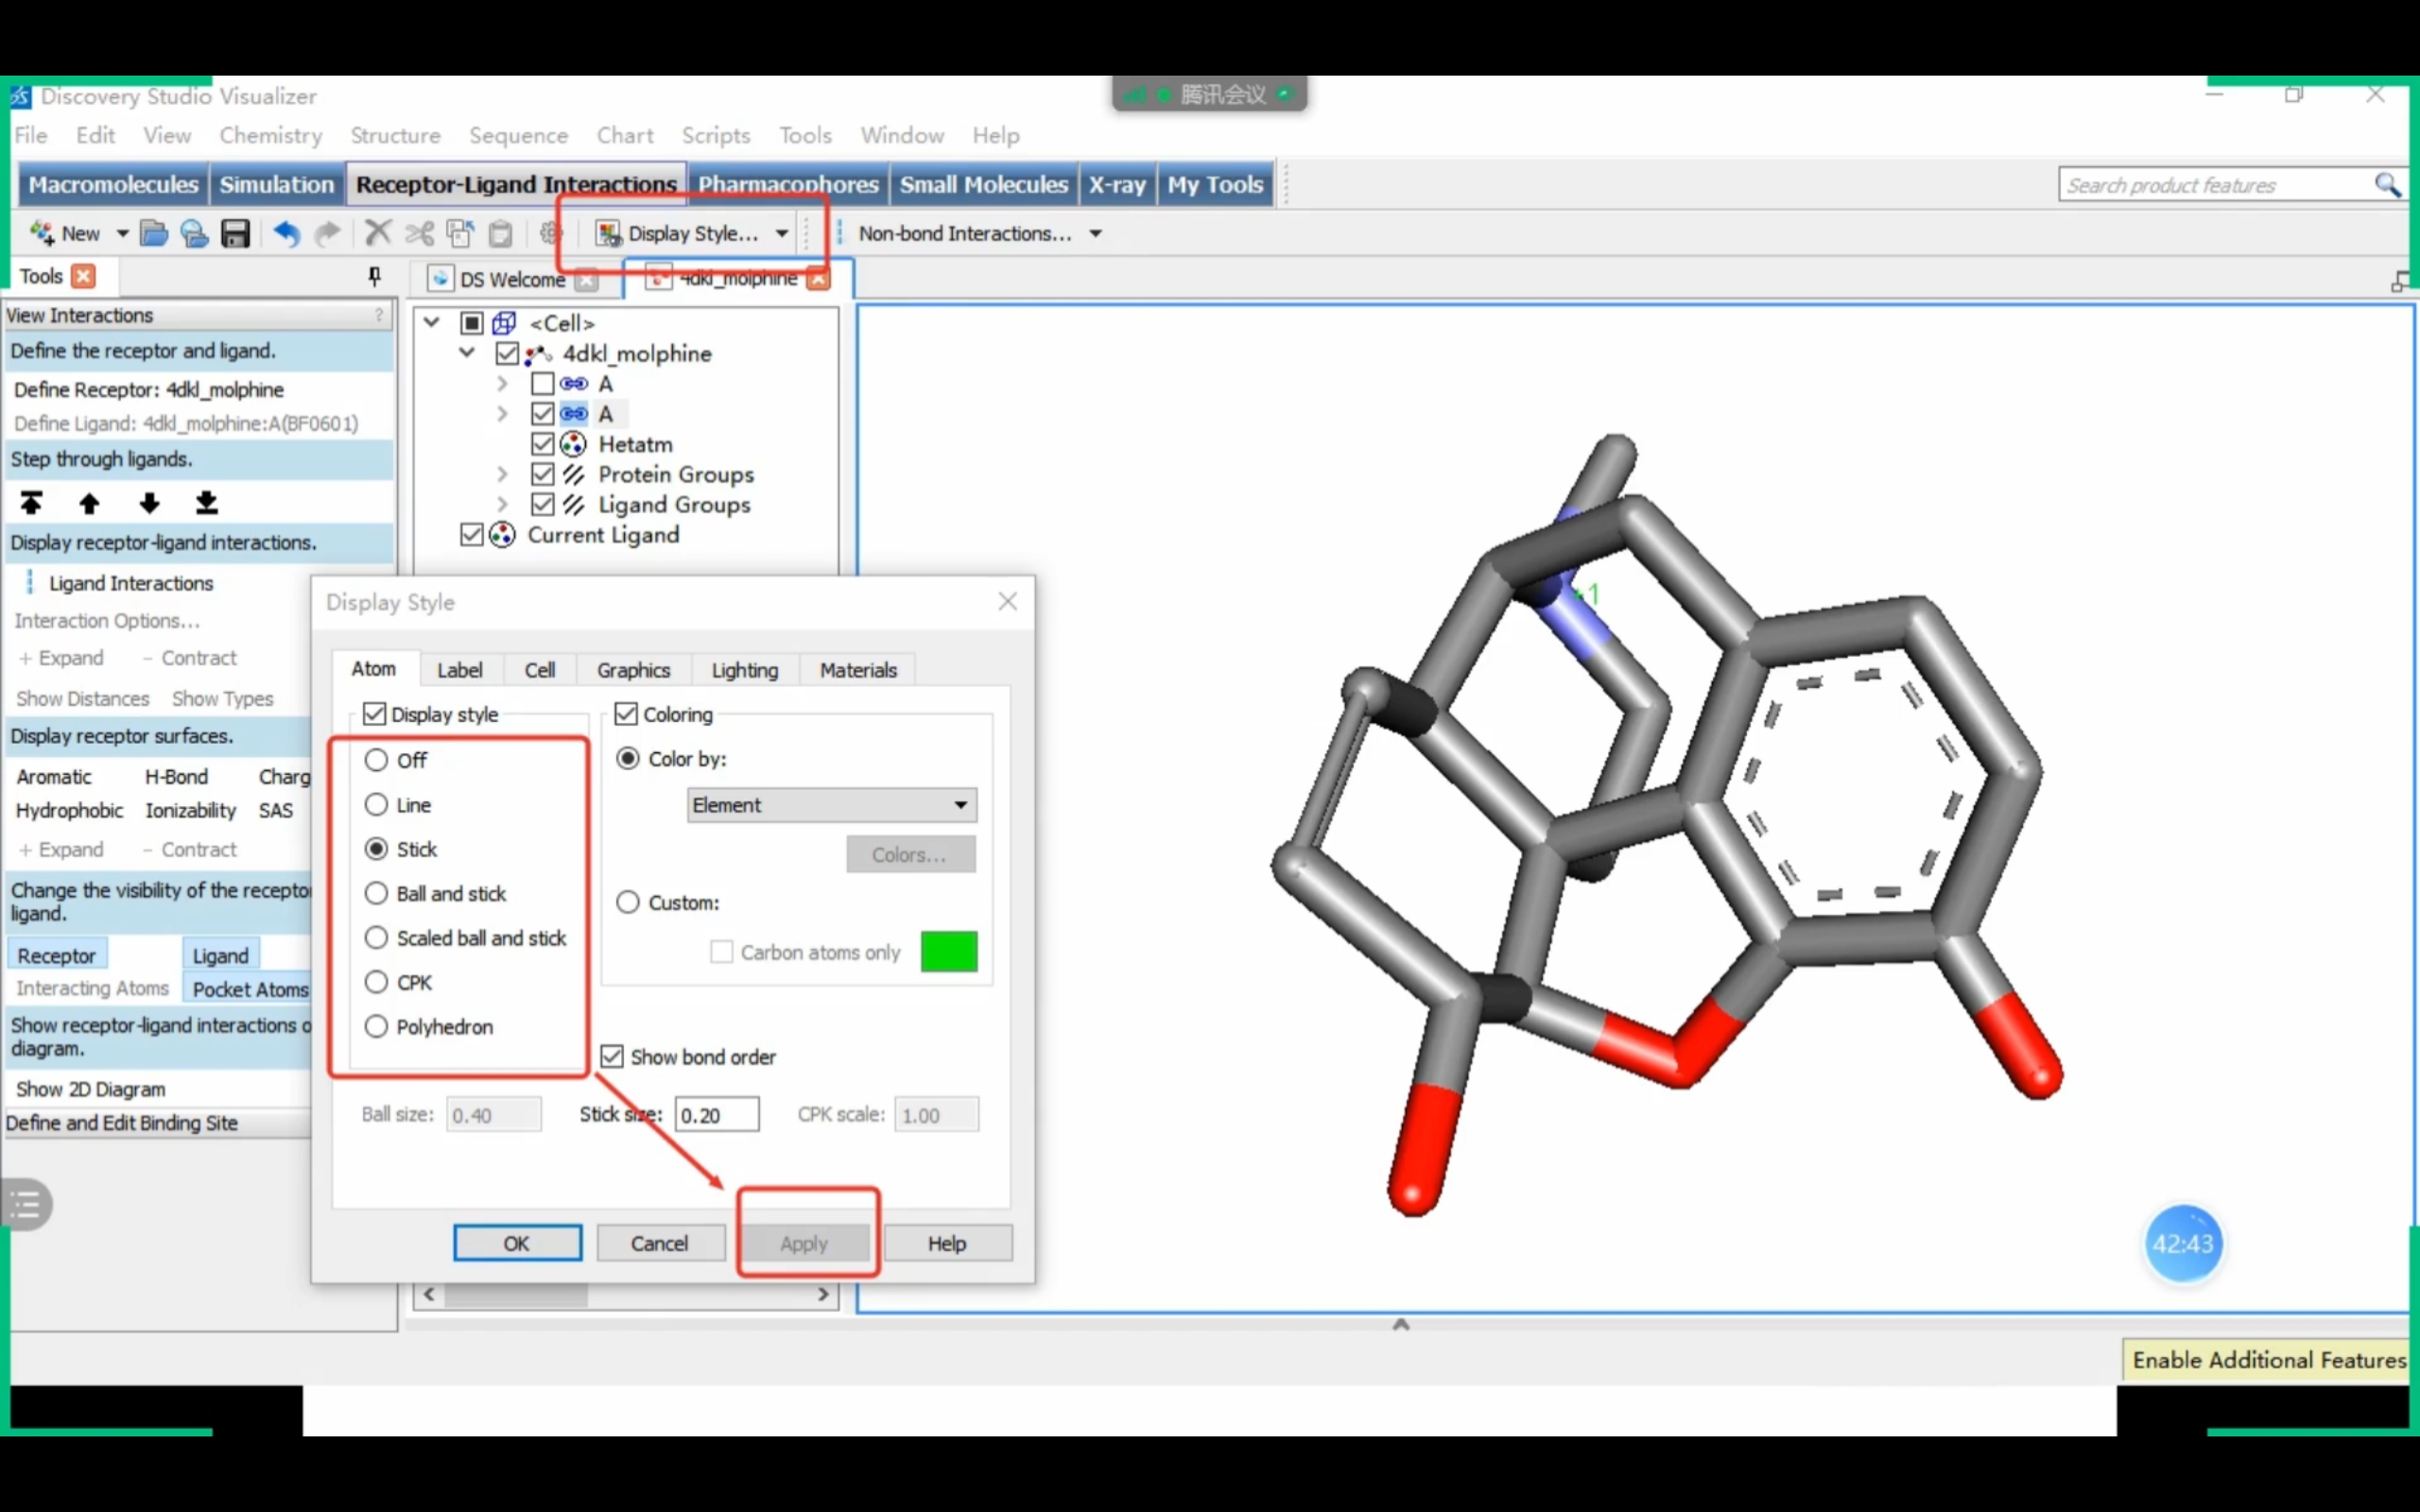 Discovery Studio Visualizer
腾讯会议
File Edit View Chemistry Structure Sequence Chart Scripts Tools Window Help
Macromolecules Simulation Receptor-Ligand Interactions Pharmacophores Small Molecules X-ray My Tools
Search product features
New Display Style... Non-bond Interactions...
Tools
DS Welcome 4dkl_molphine
View Interactions ?
Define the receptor and ligand.
Define Receptor: 4dkl_molphine
Define Ligand: 4dkl_molphine:A(BF0601)
Step through ligands.
Display receptor-ligand interactions.
Ligand Interactions
Interaction Options...
+ Expand - Contract
Show Distances Show Types
Display receptor surfaces.
Aromatic H-Bond Charg
Hydrophobic Ionizability SAS
+ Expand - Contract
Change the visibility of the recepto
ligand.
Receptor Ligand
Interacting Atoms Pocket Atoms
Show receptor-ligand interactions o
diagram.
Show 2D Diagram
Define and Edit Binding Site
<Cell>
4dkl_molphine
A
A
Hetatm
Protein Groups
Ligand Groups
Current Ligand
Display Style
Atom Label Cell Graphics Lighting Materials
Display style
Off
Line
Stick
Ball and stick
Scaled ball and stick
CPK
Polyhedron
Coloring
Color by:
Element
Colors...
Custom:
Carbon atoms only
Show bond order
Ball size: 0.40 Stick size: 0.20 CPK scale: 1.00
OK Cancel Apply Help
+1
42:43
Enable Additional Features